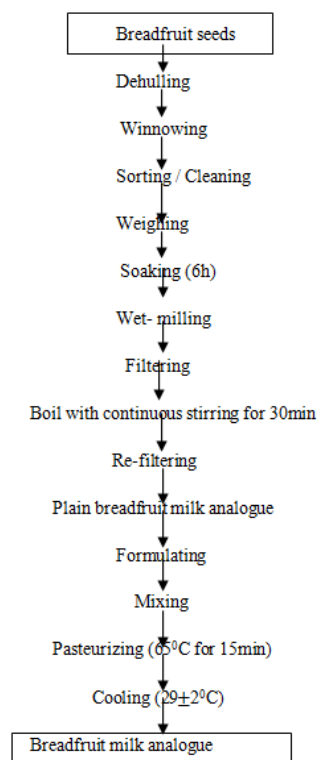 Breadfruit seeds
Dehulling
Winnowing
Sorting / Cleaning
Weighing
Soaking (6h)
Wet- milling
Filtering
Boil with continuous stirring for 30min
Re-filtering
Plain breadfruit milk analogue
Formulating
Mixing
Pasteurizing (65⁰C for 15min)
Cooling (29±2⁰C)
Breadfruit milk analogue